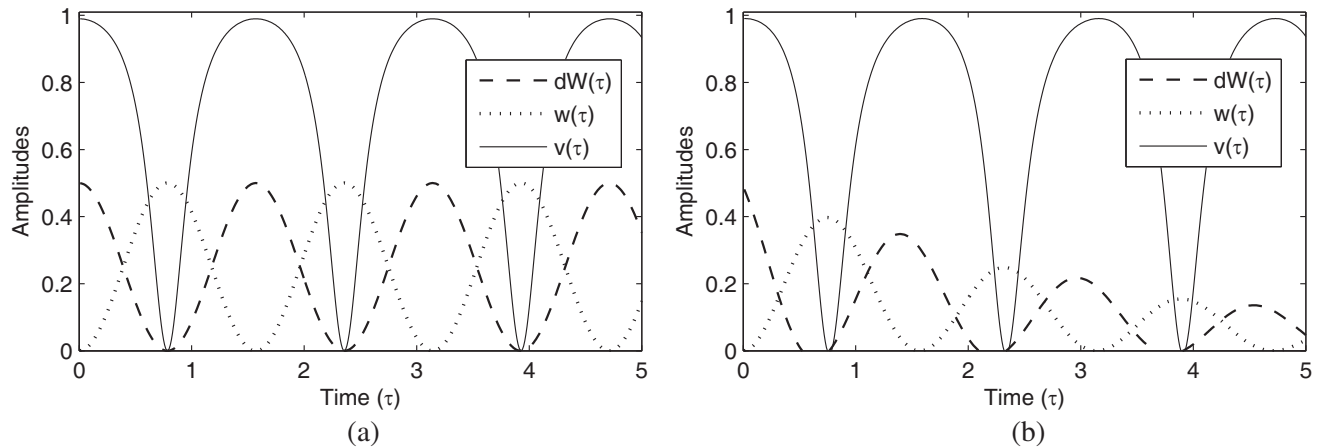 1
0.8
0.6
0.4
0.2
0
Amplitudes
dW(τ)
w(τ)
v(τ)
0 1 2 3 4 5
Time (τ)
(a)
1
0.8
0.6
0.4
0.2
0
Amplitudes
dW(τ)
w(τ)
v(τ)
0 1 2 3 4 5
Time (τ)
(b)